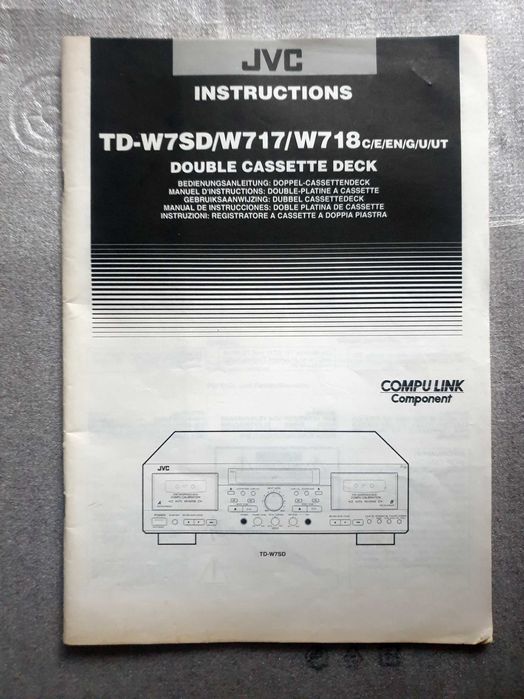 JVC
INSTRUCTIONS
TD-W7SD/W717/W718 C/E/EN/G/U/UT
DOUBLE CASSETTE DECK
BEDIENUNGSANLEITUNG: DOPPEL-CASSETTENDECK
MANUEL D'INSTRUCTIONS: DOUBLE-PLATINE A CASSETTE
GEBRUIKSAANWIJZING: DUBBEL CASSETTEDECK
MANUAL DE INSTRUCCIONES: DOBLE PLATINA DE CASSETTE
INSTRUZIONI: REGISTRATORE A CASSETTE A DOPPIA PIASTRA
COMPU LINK
Component
JVC
TD-W7SD